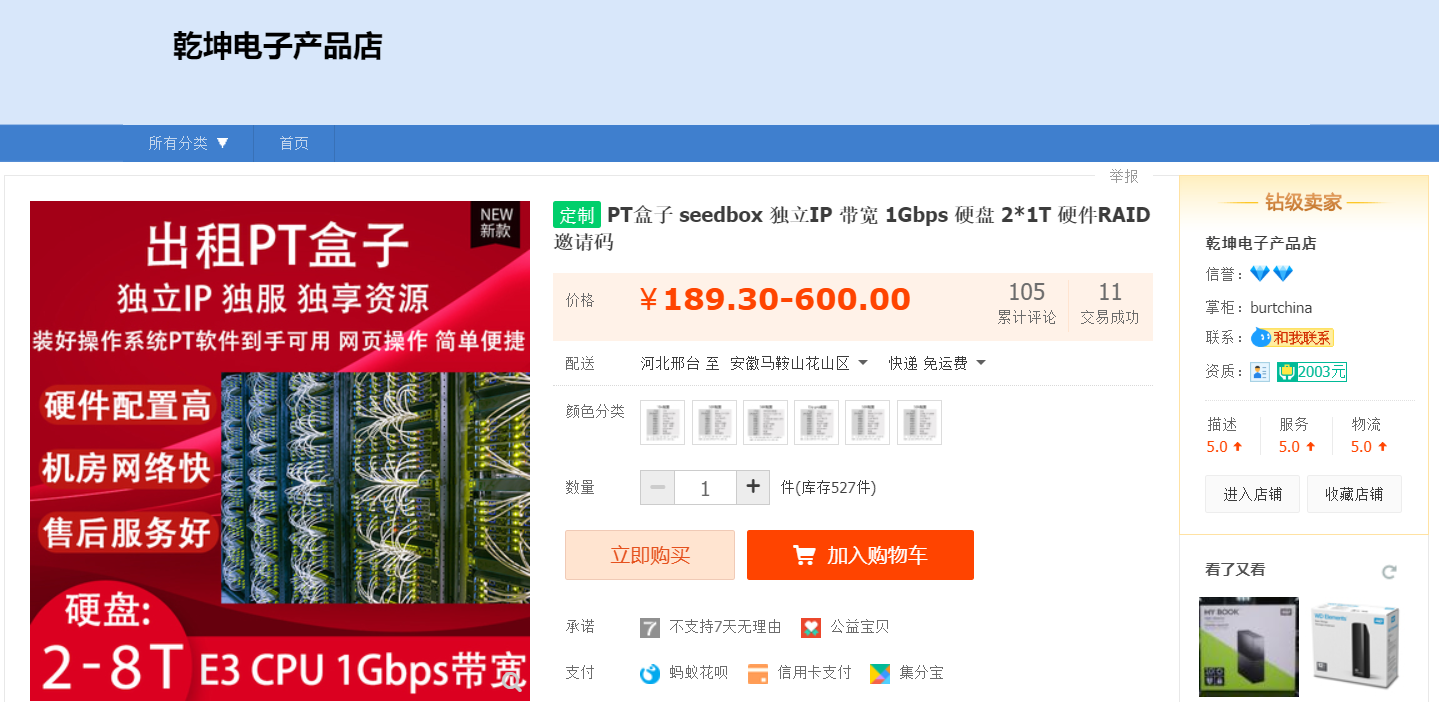 乾坤电子产品店
所有分类 ▼
首页
举报
NEW
新款
出租PT盒子
独立IP 独服 独享资源
装好操作系统PT软件到手可用 网页操作 简单便捷
硬件配置高
机房网络快
售后服务好
硬盘:
2-8T E3 CPU 1Gbps带宽
定制 PT盒子 seedbox 独立IP 带宽 1Gbps 硬盘 2*1T 硬件RAID
邀请码
价格
¥189.30-600.00
105
累计评论
11
交易成功
配送
河北邢台 至 安徽马鞍山花山区
快递 免运费
颜色分类
数量
1
件(库存527件)
立即购买
加入购物车
承诺
7 不支持7天无理由
公益宝贝
支付
蚂蚁花呗
信用卡支付
集分宝
钻级卖家
乾坤电子产品店
信誉:
掌柜: burtchina
联系: 和我联系
资质: 2003元
描述 服务 物流
5.0 5.0 5.0
进入店铺
收藏店铺
看了又看
MY BOOK
WD Elements